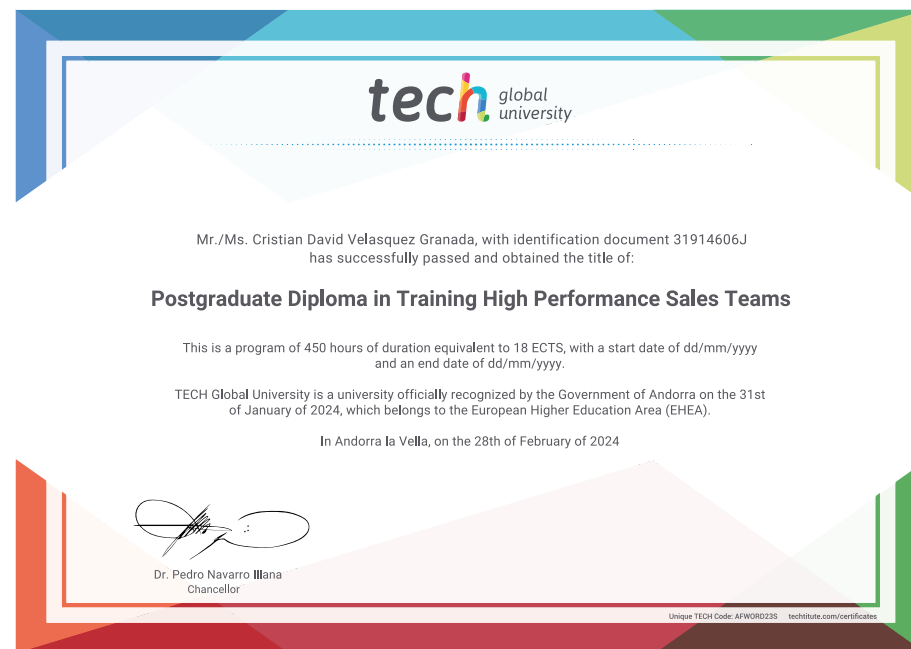 tech global
university
Mr./Ms. Cristian David Velasquez Granada, with identification document 31914606J
has successfully passed and obtained the title of:
Postgraduate Diploma in Training High Performance Sales Teams
This is a program of 450 hours of duration equivalent to 18 ECTS, with a start date of dd/mm/yyyy
and an end date of dd/mm/yyyy.
TECH Global University is a university officially recognized by the Government of Andorra on the 31st
of January of 2024, which belongs to the European Higher Education Area (EHEA).
In Andorra la Vella, on the 28th of February of 2024
Dr. Pedro Navarro Illana
Chancellor
Unique TECH Code: AFWORD23S techtitute.com/certificates